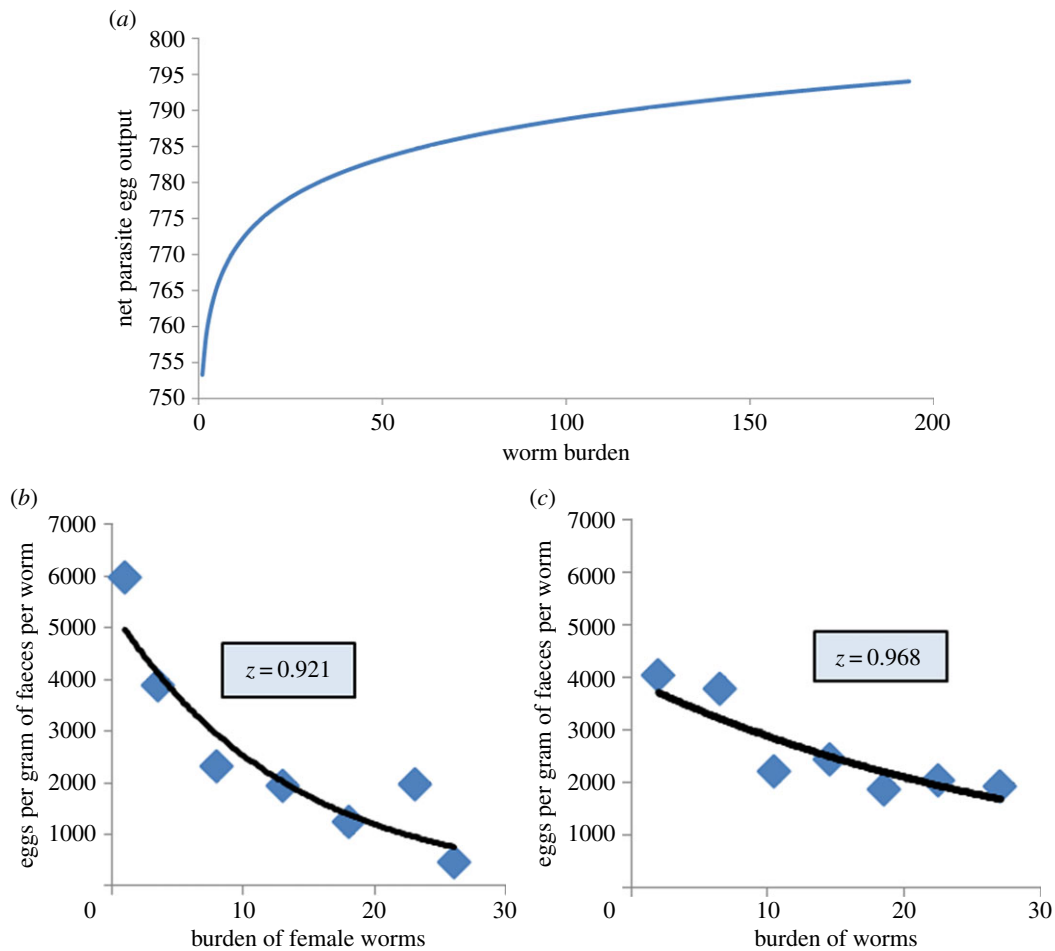 (a)
800
795
790
785
780
775
770
765
760
755
750
net parasite egg output
0 50 100 150 200
worm burden
(b)
7000
6000
5000
4000
3000
2000
1000
0
eggs per gram of faeces per worm
z = 0.921
10 20 30
burden of female worms
(c)
7000
6000
5000
4000
3000
2000
1000
0
eggs per gram of faeces per worm
z = 0.968
10 20 30
burden of worms